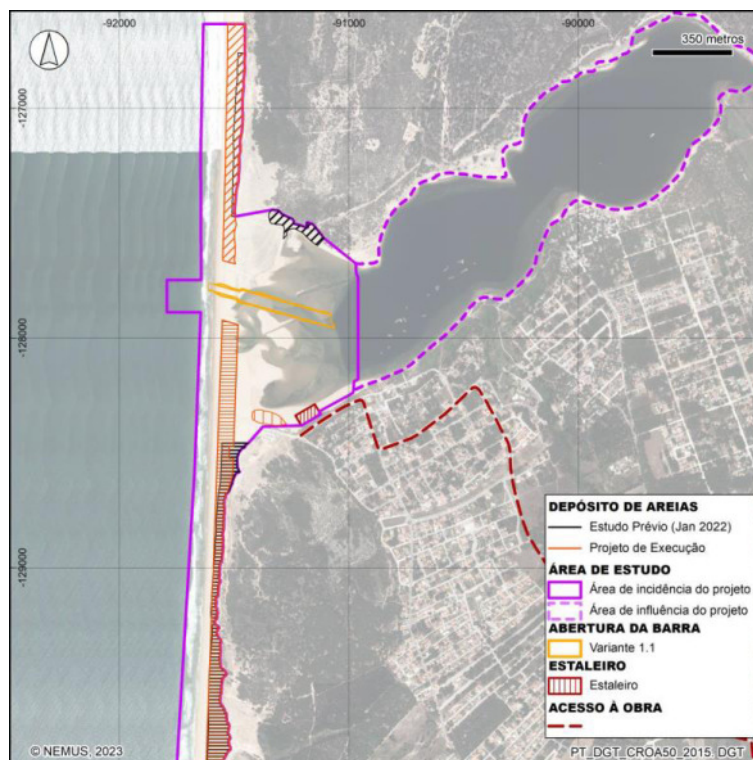 -92000
-91000
-90000
350 metros
-127000
-128000
-129000
DEPÓSITO DE AREIAS
Estudo Prévio (Jan 2022)
Projeto de Execução
ÁREA DE ESTUDO
Área de incidência do projeto
Área de influência do projeto
ABERTURA DA BARRA
Variante 1.1
ESTALEIRO
Estaleiro
ACESSO À OBRA
© NEMUS, 2023
PT_DGT_CROA50_2015: DGT